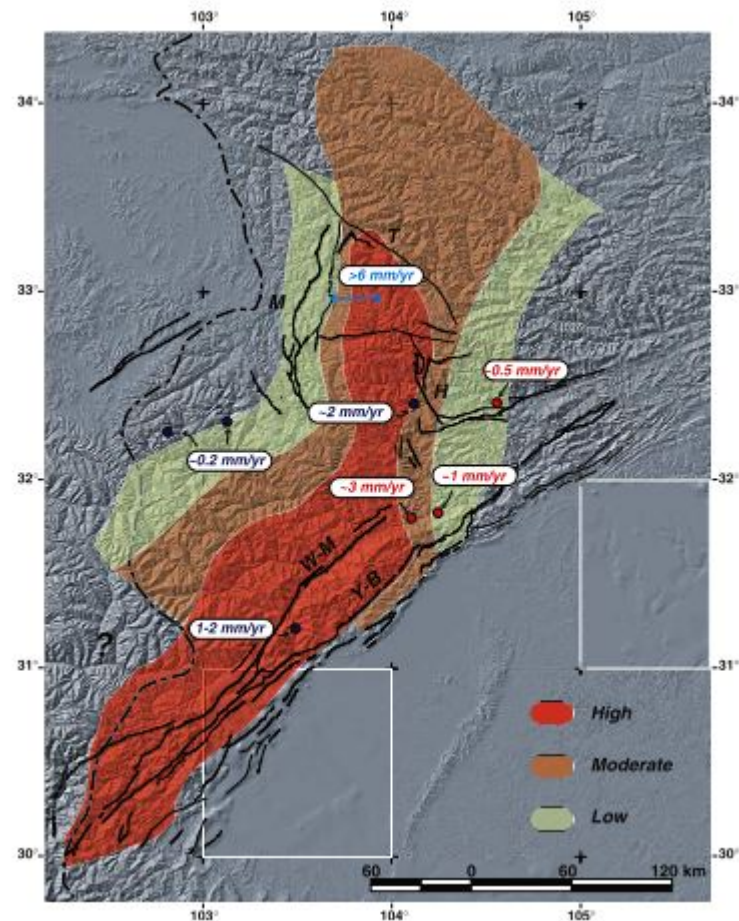 103° 104° 105°
34° 34°
T
>6 mm/yr
33° 33°
M
~0.5 mm/yr
H
~2 mm/yr
~0.2 mm/yr
32° 32°
~3 mm/yr
~1 mm/yr
W-M
Y-B
1-2 mm/yr
?
31° 31°
High
Moderate
Low
30° 30°
60 0 60 120 km
103° 104° 105°